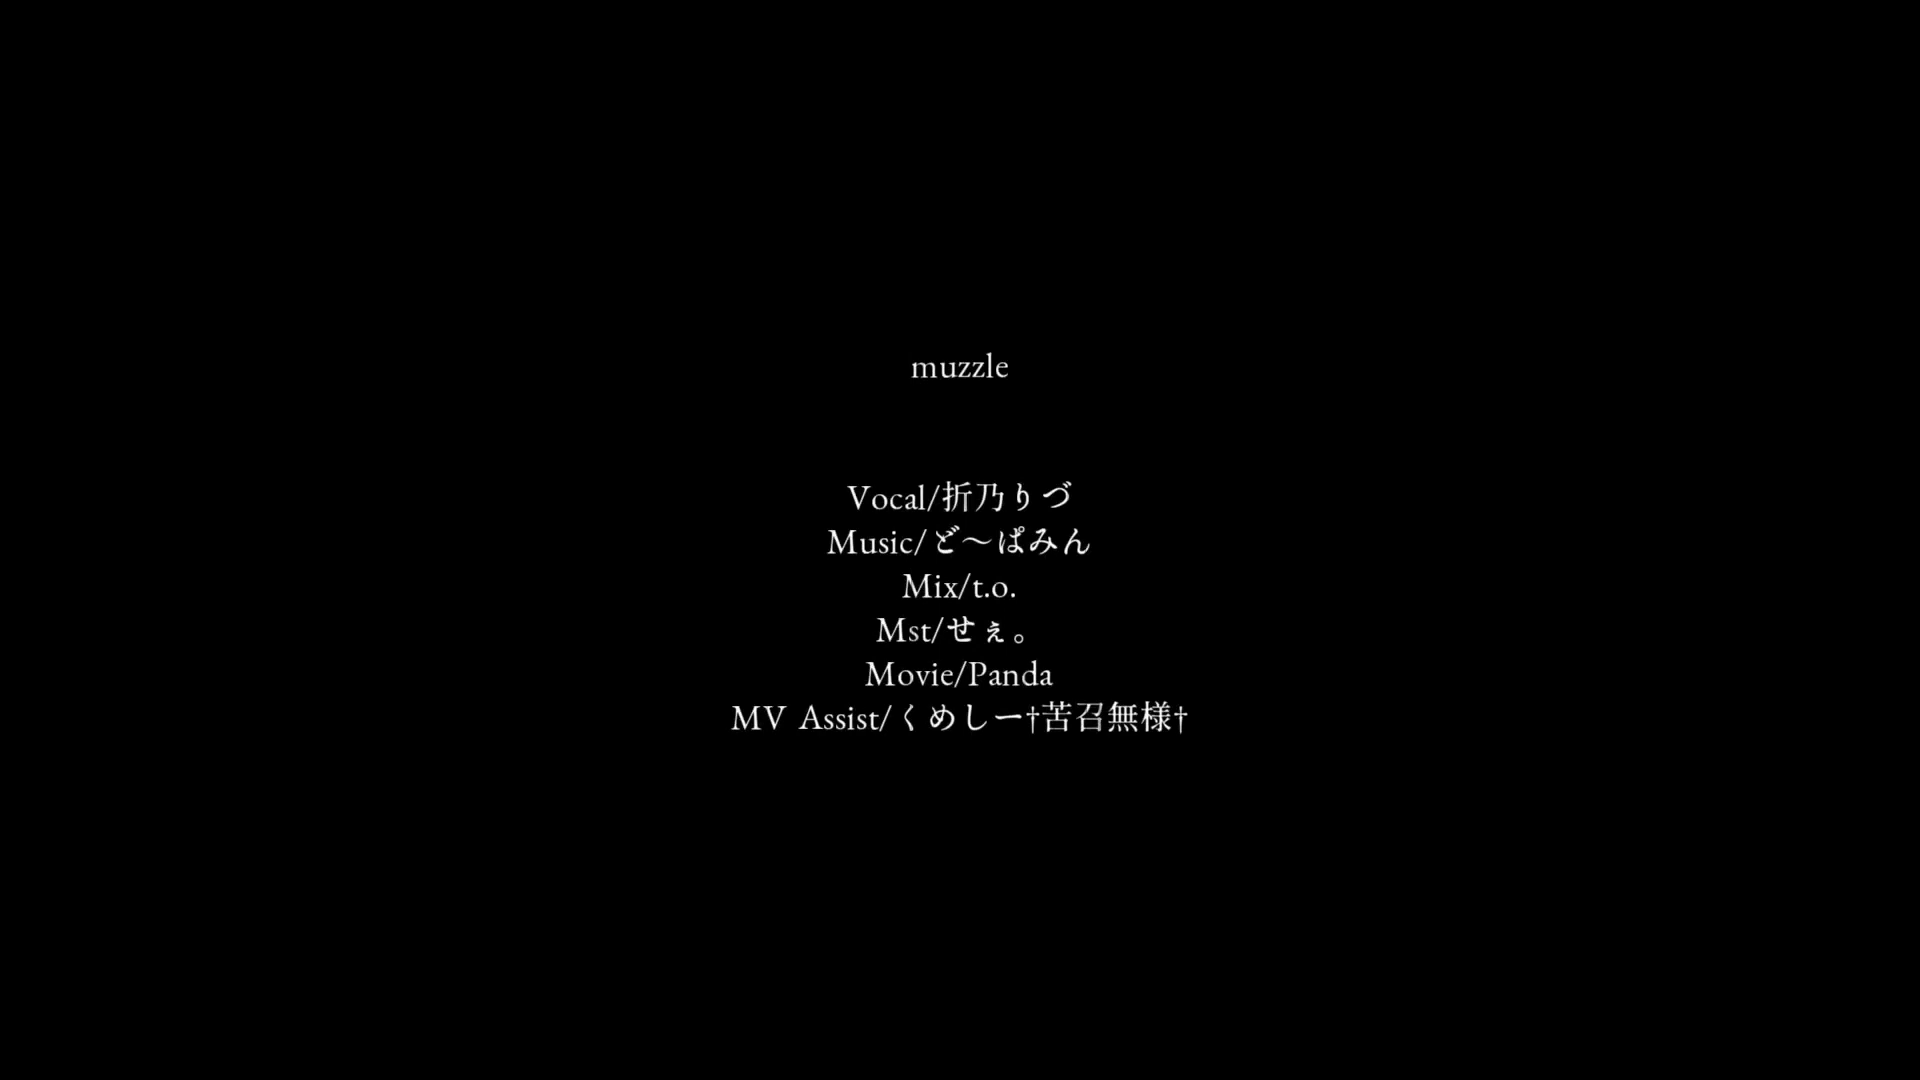 muzzle
Vocal/折乃りづ
Music/ど〜ぱみん
Mix/t.o.
Mst/せぇ。
Movie/Panda
MV Assist/くめしー†苦召無様†